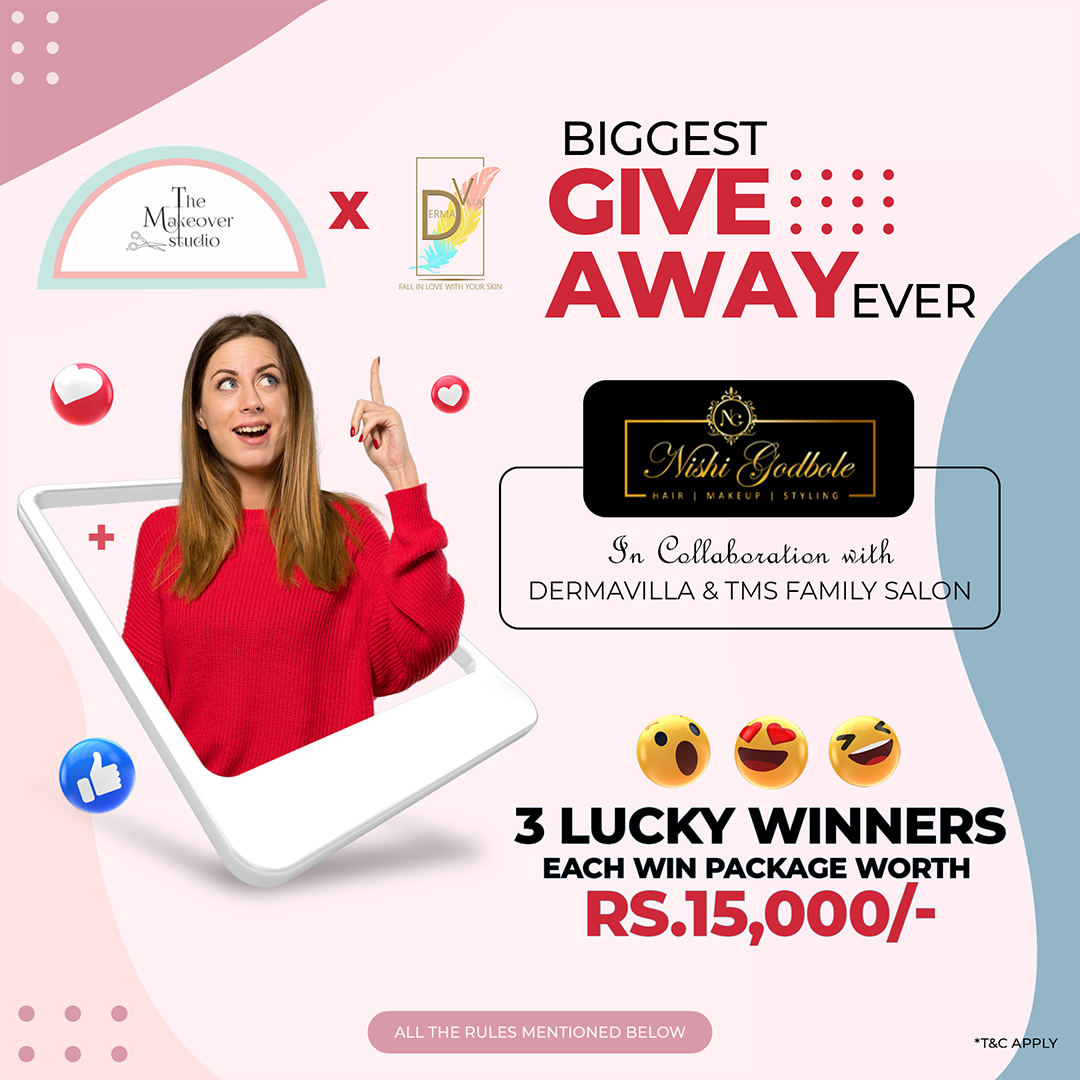 The
Makeover
studio
X
DV
ERMA VILLA
FALL IN LOVE WITH YOUR SKIN
BIGGEST
GIVE
AWAY EVER
NG
Nishi Godbole
HAIR | MAKEUP | STYLING
In Collaboration with
DERMAVILLA & TMS FAMILY SALON
3 LUCKY WINNERS
EACH WIN PACKAGE WORTH
RS.15,000/-
ALL THE RULES MENTIONED BELOW
*T&C APPLY